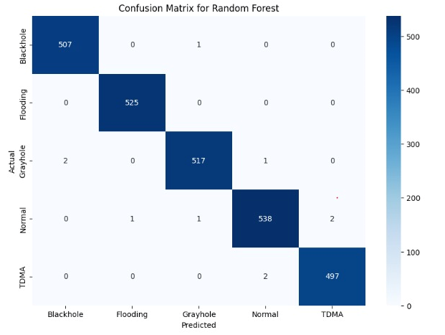 Confusion Matrix for Random Forest
Actual
Blackhole 507 0 1 0 0
Flooding 0 525 0 0 0
Grayhole 2 0 517 1 0
Normal 0 1 1 538 2
TDMA 0 0 0 2 497
Blackhole Flooding Grayhole Normal TDMA
Predicted
500
400
300
200
100
0